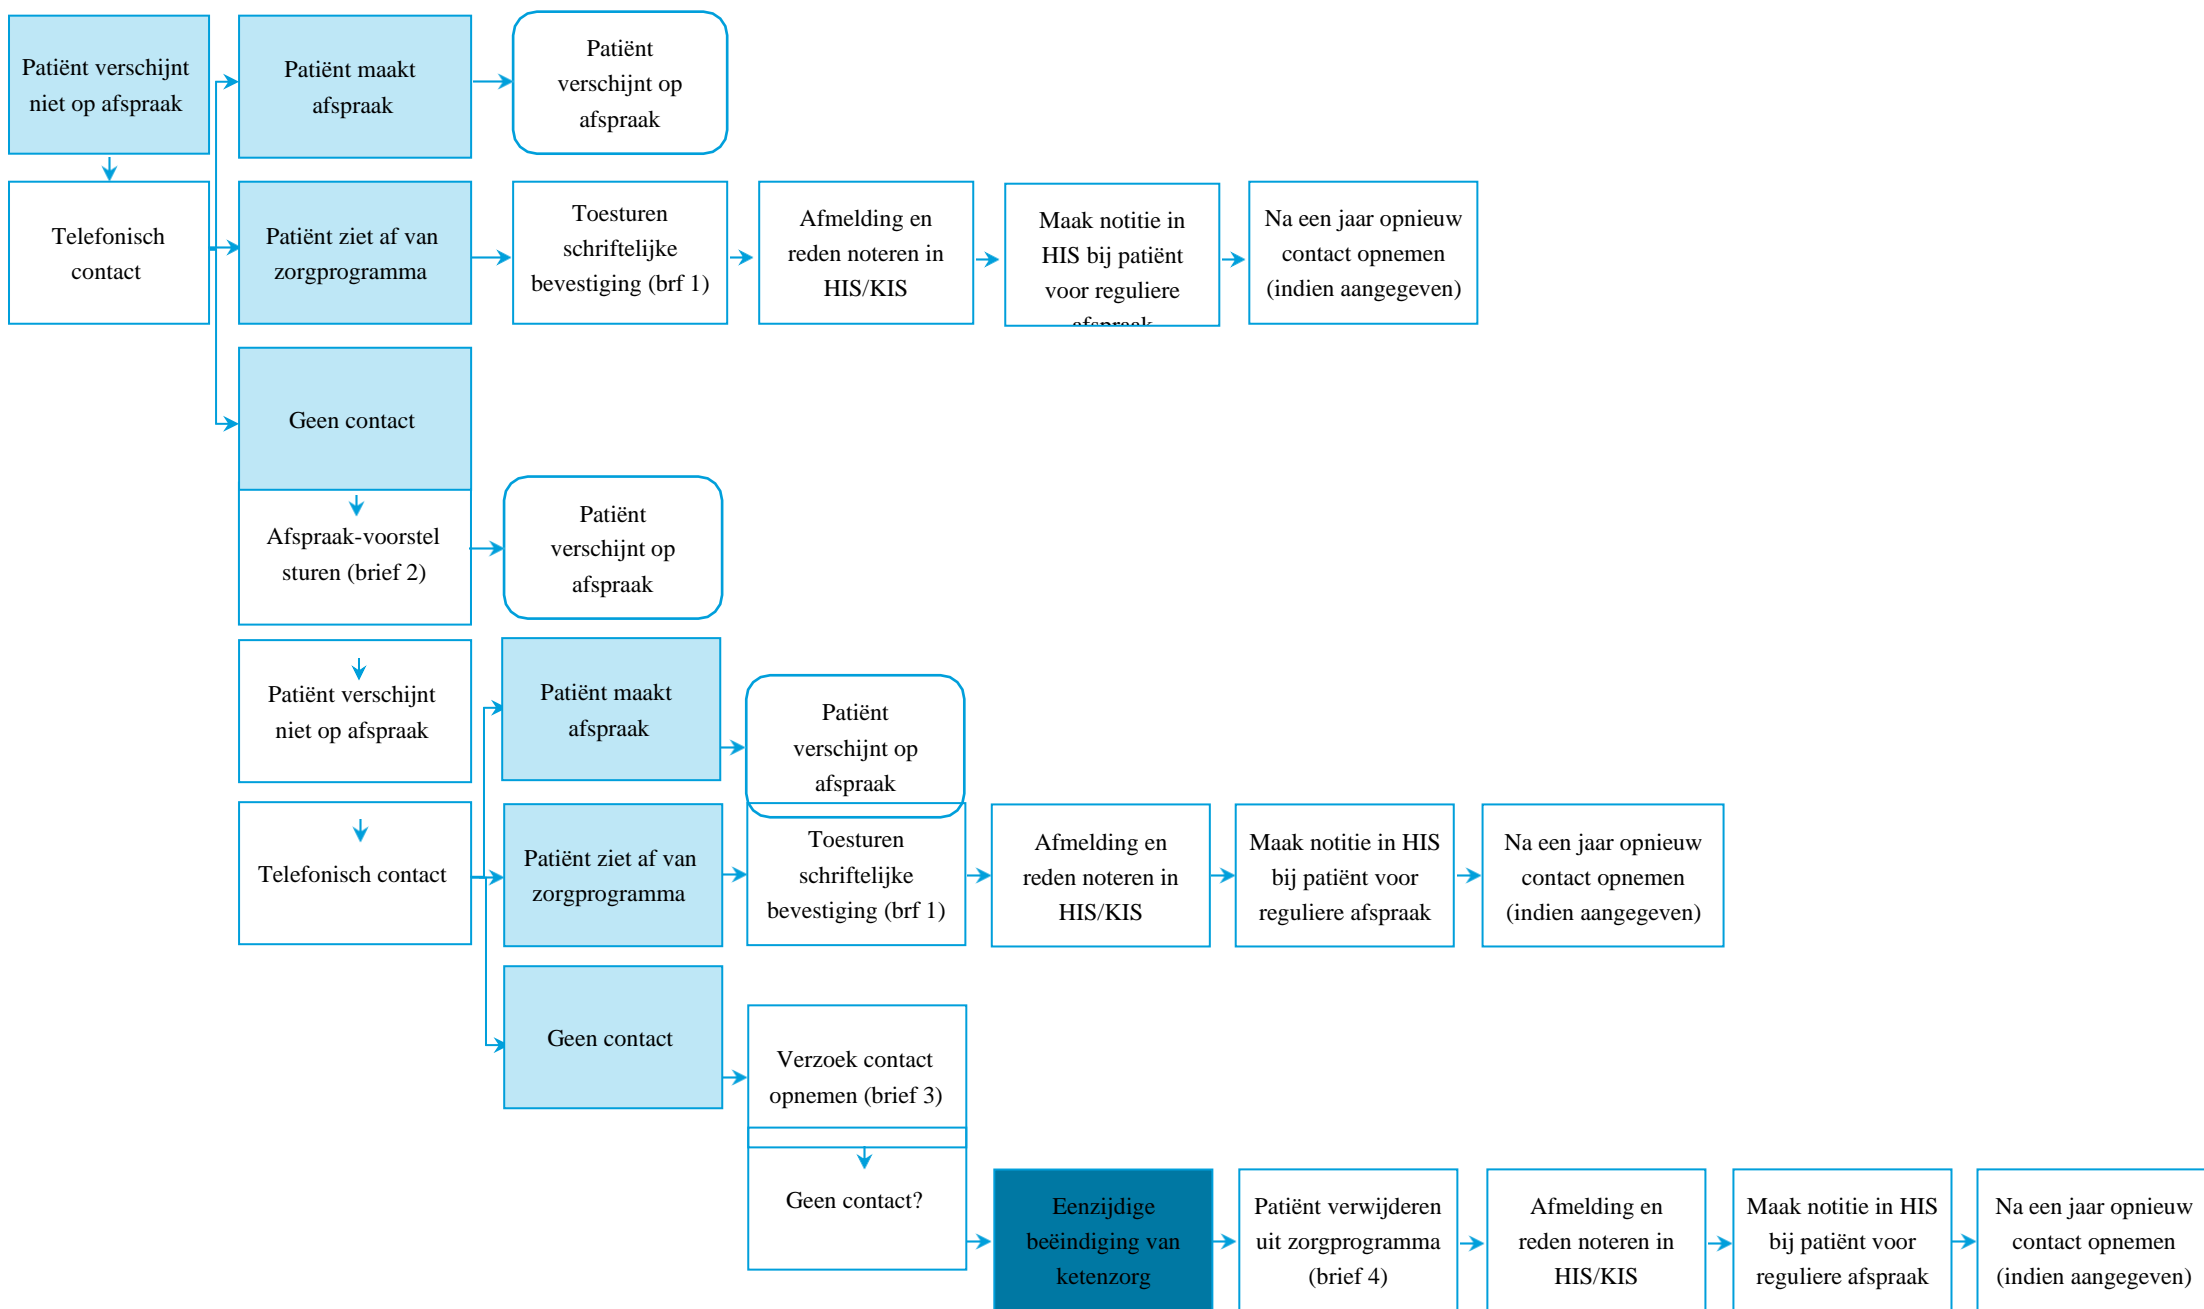 Patiënt verschijnt
niet op afspraak
Patiënt maakt
afspraak
Patiënt
verschijnt op
afspraak
Telefonisch
contact
Patiënt ziet af van
zorgprogramma
Toesturen
schriftelijke
bevestiging (brf 1)
Afmelding en
reden noteren in
HIS/KIS
Maak notitie in
HIS bij patiënt
voor reguliere
afspraak
Na een jaar opnieuw
contact opnemen
(indien aangegeven)
Geen contact
Afspraak-voorstel
sturen (brief 2)
Patiënt
verschijnt op
afspraak
Patiënt verschijnt
niet op afspraak
Patiënt maakt
afspraak
Patiënt
verschijnt op
afspraak
Telefonisch contact
Patiënt ziet af van
zorgprogramma
Toesturen
schriftelijke
bevestiging (brf 1)
Afmelding en
reden noteren in
HIS/KIS
Maak notitie in HIS
bij patiënt voor
reguliere afspraak
Na een jaar opnieuw
contact opnemen
(indien aangegeven)
Geen contact
Verzoek contact
opnemen (brief 3)
Geen contact?
Eenzijdige
beëindiging van
ketenzorg
Patiënt verwijderen
uit zorgprogramma
(brief 4)
Afmelding en
reden noteren in
HIS/KIS
Maak notitie in HIS
bij patiënt voor
reguliere afspraak
Na een jaar opnieuw
contact opnemen
(indien aangegeven)